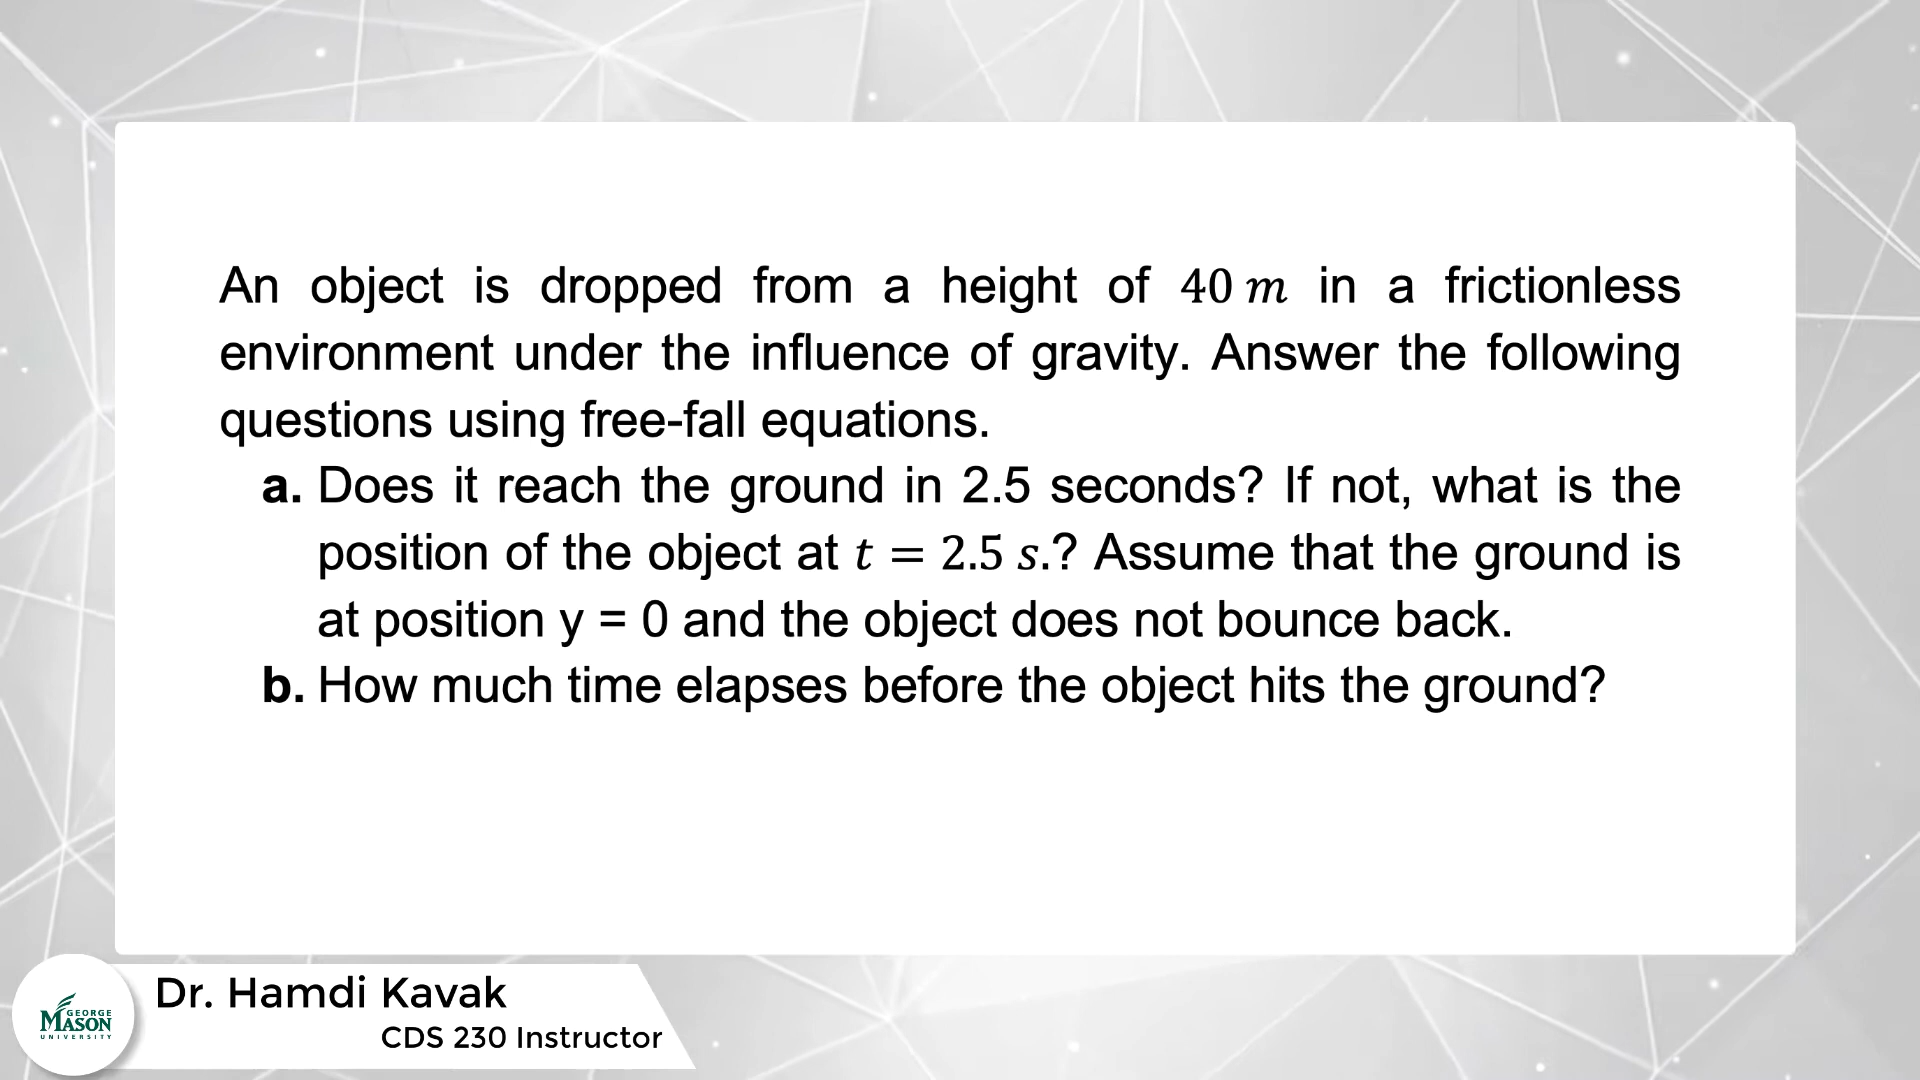 An object is dropped from a height of 40 m in a frictionless
environment under the influence of gravity. Answer the following
questions using free-fall equations.
a. Does it reach the ground in 2.5 seconds? If not, what is the
position of the object at t = 2.5 s.? Assume that the ground is
at position y = 0 and the object does not bounce back.
b. How much time elapses before the object hits the ground?
Dr. Hamdi Kavak
CDS 230 Instructor
GEORGE
MASON
UNIVERSITY